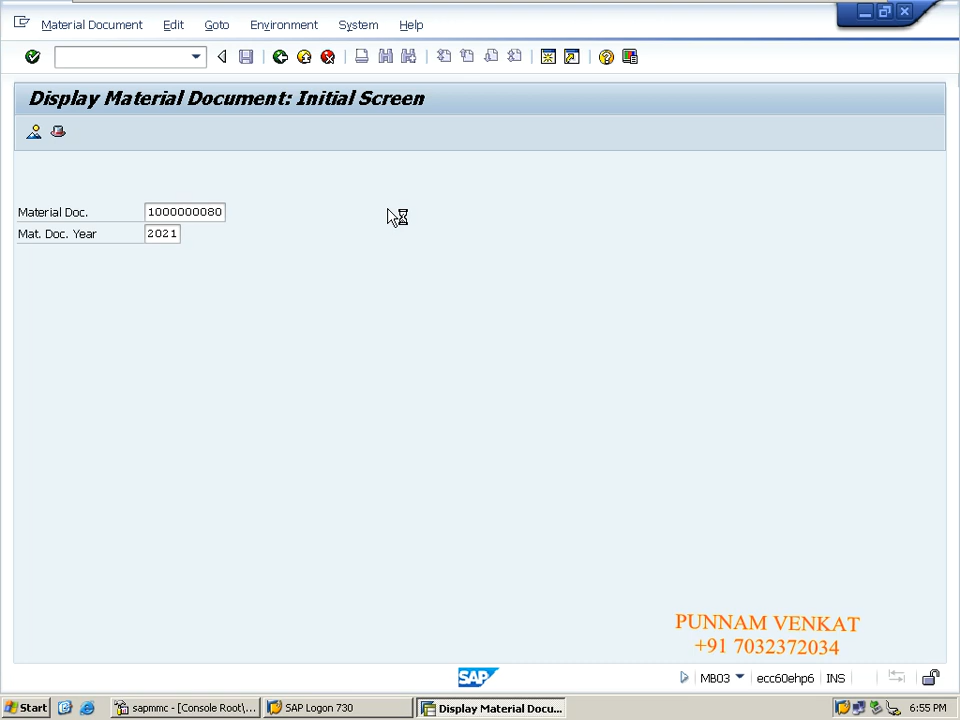 Material Document Edit Goto Environment System Help
Display Material Document: Initial Screen
Material Doc. 1000000080
Mat. Doc. Year 2021
PUNNAM VENKAT
+91 7032372034
SAP MB03 ecc60ehp6 INS
Start sapmmc - [Console Root\... SAP Logon 730 Display Material Docu... 6:55 PM